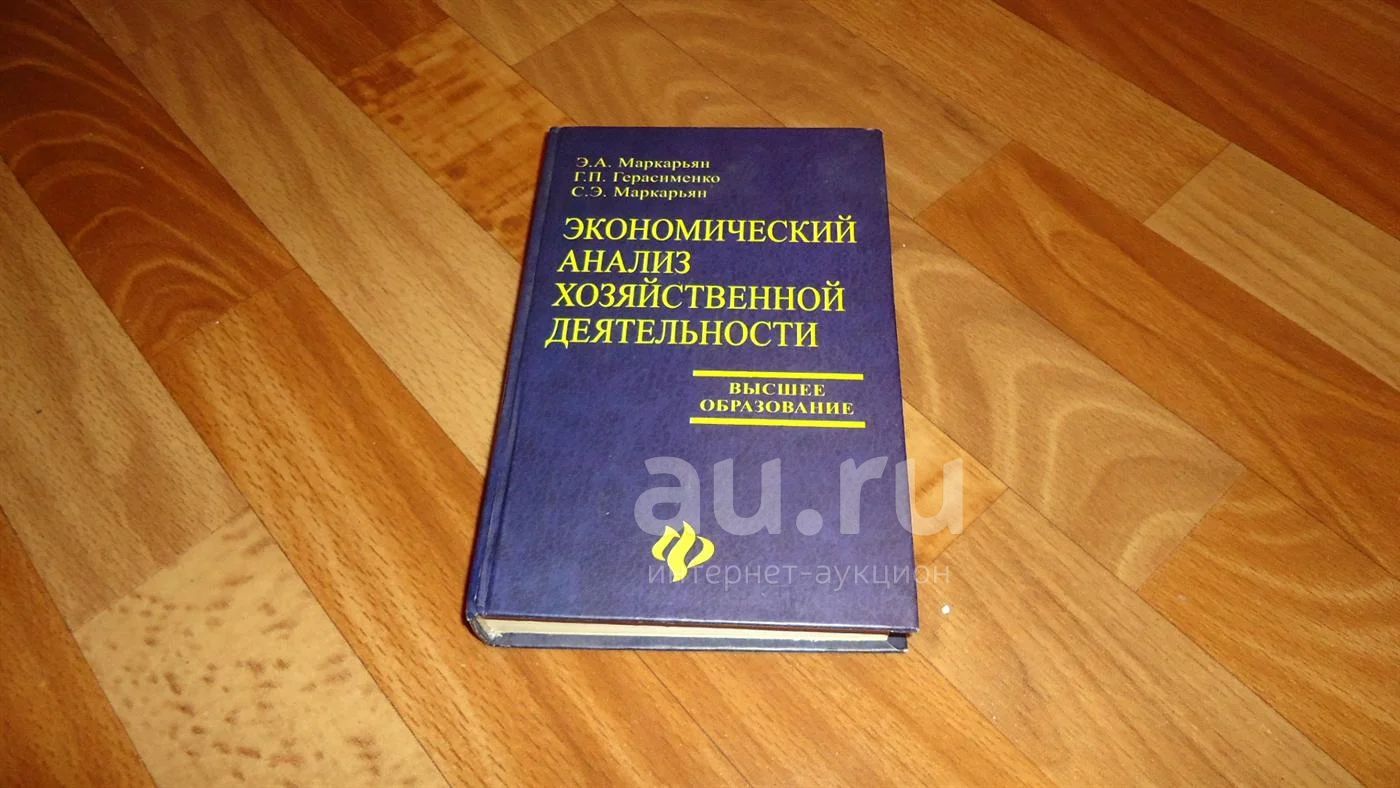 Э.А. Маркарьян
Г.П. Герасименко
С.Э. Маркарьян
ЭКОНОМИЧЕСКИЙ
АНАЛИЗ
ХОЗЯЙСТВЕННОЙ
ДЕЯТЕЛЬНОСТИ
ВЫСШЕЕ
ОБРАЗОВАНИЕ
au.ru
интернет-аукцион